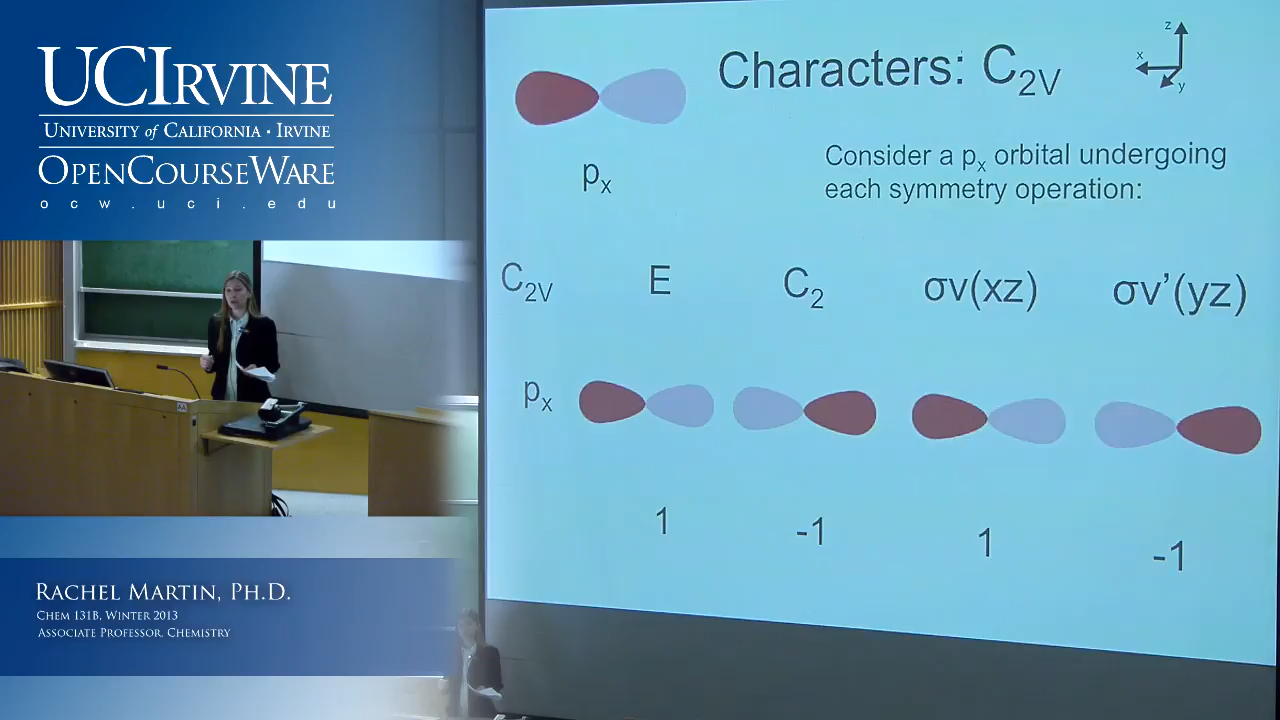 UCIRVINE
UNIVERSITY of CALIFORNIA · IRVINE
OPENCOURSEWARE
ocw.uci.edu
RACHEL MARTIN, PH.D.
CHEM 131B, WINTER 2013
ASSOCIATE PROFESSOR, CHEMISTRY
Characters: C2V
z
x
y
px
Consider a px orbital undergoing
each symmetry operation:
C2V E C2 σv(xz) σv'(yz)
px
1 -1 1 -1